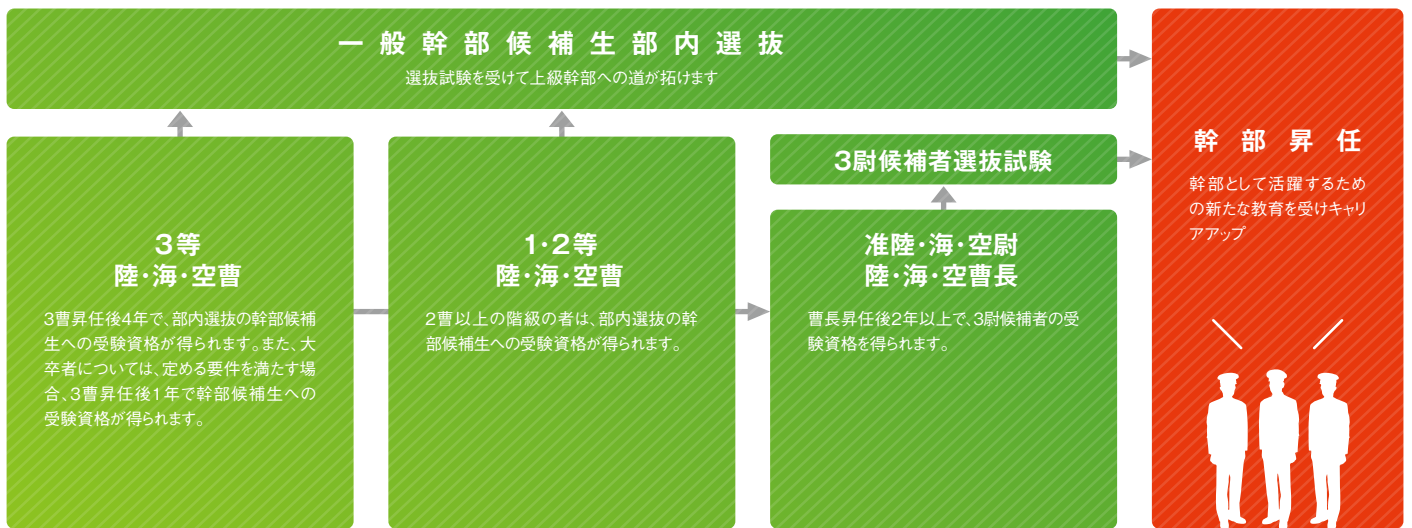 一般幹部候補生部内選抜
選抜試験を受けて上級幹部への道が拓けます
3等
陸・海・空曹
3曹昇任後4年で、部内選抜の幹部候補
生への受験資格が得られます。また、大
卒者については、定める要件を満たす場
合、3曹昇任後1年で幹部候補生への
受験資格が得られます。
1・2等
陸・海・空曹
2曹以上の階級の者は、部内選抜の幹
部候補生への受験資格が得られます。
3尉候補者選抜試験
准陸・海・空尉
陸・海・空曹長
曹長昇任後2年以上で、3尉候補者の受
験資格を得られます。
幹部昇任
幹部として活躍するため
の新たな教育を受けキャリ
アアップ